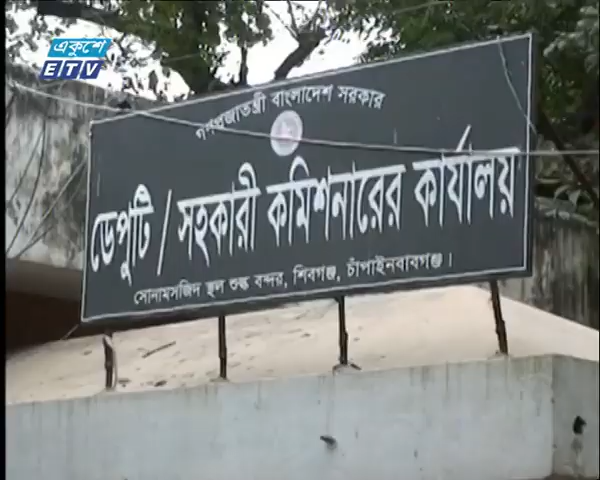 একুশে
ETV
গণপ্রজাতন্ত্রী বাংলাদেশ সরকার
ডেপুটি / সহকারী কমিশনারের কার্যালয়
সোনামসজিদ স্থল শুল্ক বন্দর, শিবগঞ্জ, চাঁপাইনবাবগঞ্জ।